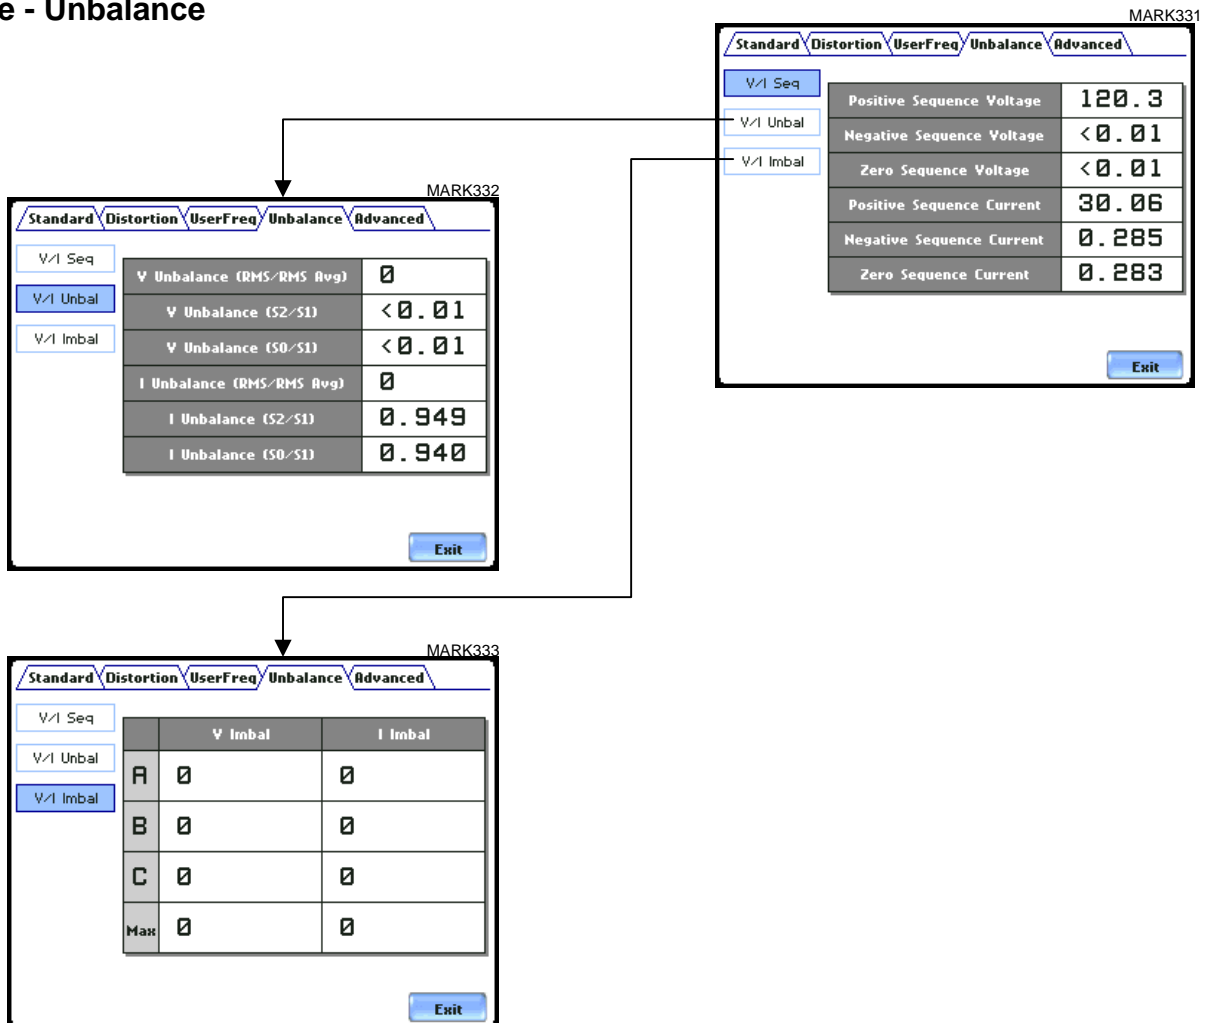 e - Unbalance
MARK331
Standard Distortion UserFreq Unbalance Advanced
V/I Seq
V/I Unbal
V/I Imbal
Positive Sequence Voltage 120.3
Negative Sequence Voltage <0.01
Zero Sequence Voltage <0.01
Positive Sequence Current 30.06
Negative Sequence Current 0.285
Zero Sequence Current 0.283
Exit
MARK332
Standard Distortion UserFreq Unbalance Advanced
V/I Seq
V/I Unbal
V/I Imbal
V Unbalance (RMS/RMS Avg) 0
V Unbalance (S2/S1) <0.01
V Unbalance (S0/S1) <0.01
I Unbalance (RMS/RMS Avg) 0
I Unbalance (S2/S1) 0.949
I Unbalance (S0/S1) 0.940
Exit
MARK333
Standard Distortion UserFreq Unbalance Advanced
V/I Seq
V/I Unbal
V/I Imbal
V Imbal I Imbal
A 0 0
B 0 0
C 0 0
Max 0 0
Exit